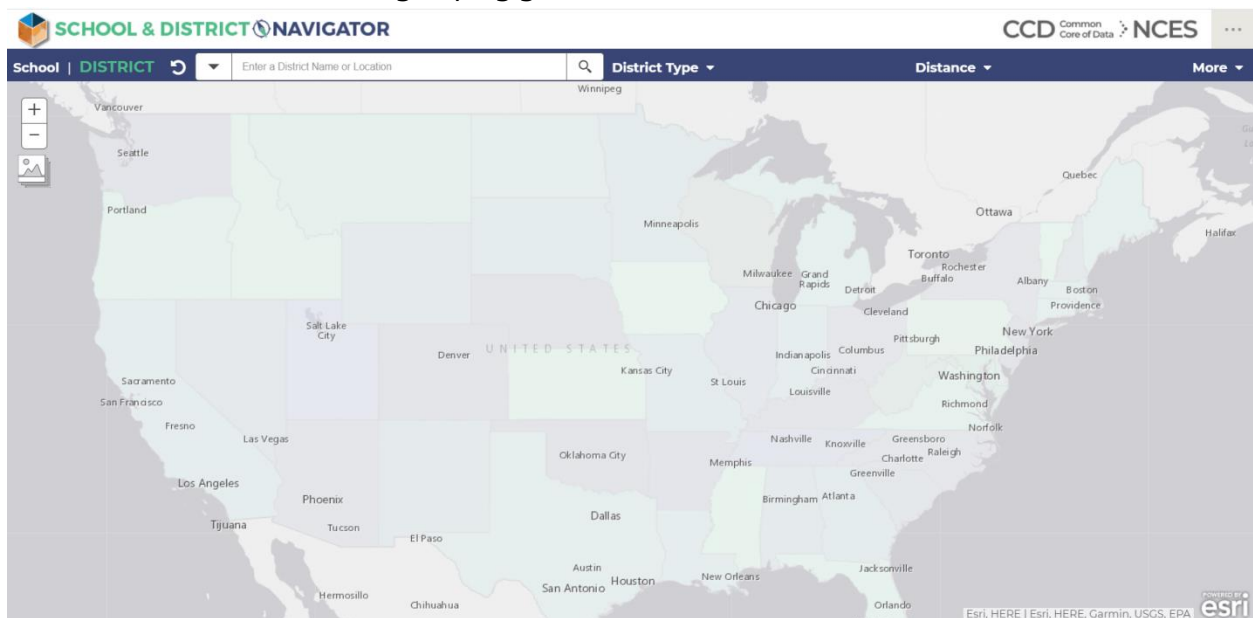 SCHOOL & DISTRICT NAVIGATOR
CCD Common Core of Data NCES
School | DISTRICT
Enter a District Name or Location
District Type
Distance
More
Winnipeg
Vancouver
Seattle
Quebec
Portland
Ottawa
Minneapolis
Halifax
Toronto
Rochester
Buffalo
Milwaukee
Grand Rapids
Detroit
Albany
Boston
Providence
Chicago
Cleveland
Salt Lake City
New York
Pittsburgh
Philadelphia
Denver
UNITED STATES
Indianapolis
Columbus
Kansas City
Cincinnati
Washington
Sacramento
St Louis
Louisville
San Francisco
Richmond
Fresno
Norfolk
Las Vegas
Nashville
Knoxville
Greensboro
Raleigh
Oklahoma City
Memphis
Charlotte
Greenville
Los Angeles
Phoenix
Birmingham
Atlanta
Dallas
Tijuana
Tucson
El Paso
Austin
Houston
New Orleans
Jacksonville
San Antonio
Hermosillo
Chihuahua
Orlando
Esri, HERE | Esri, HERE, Garmin, USGS, EPA
POWERED BY
esri